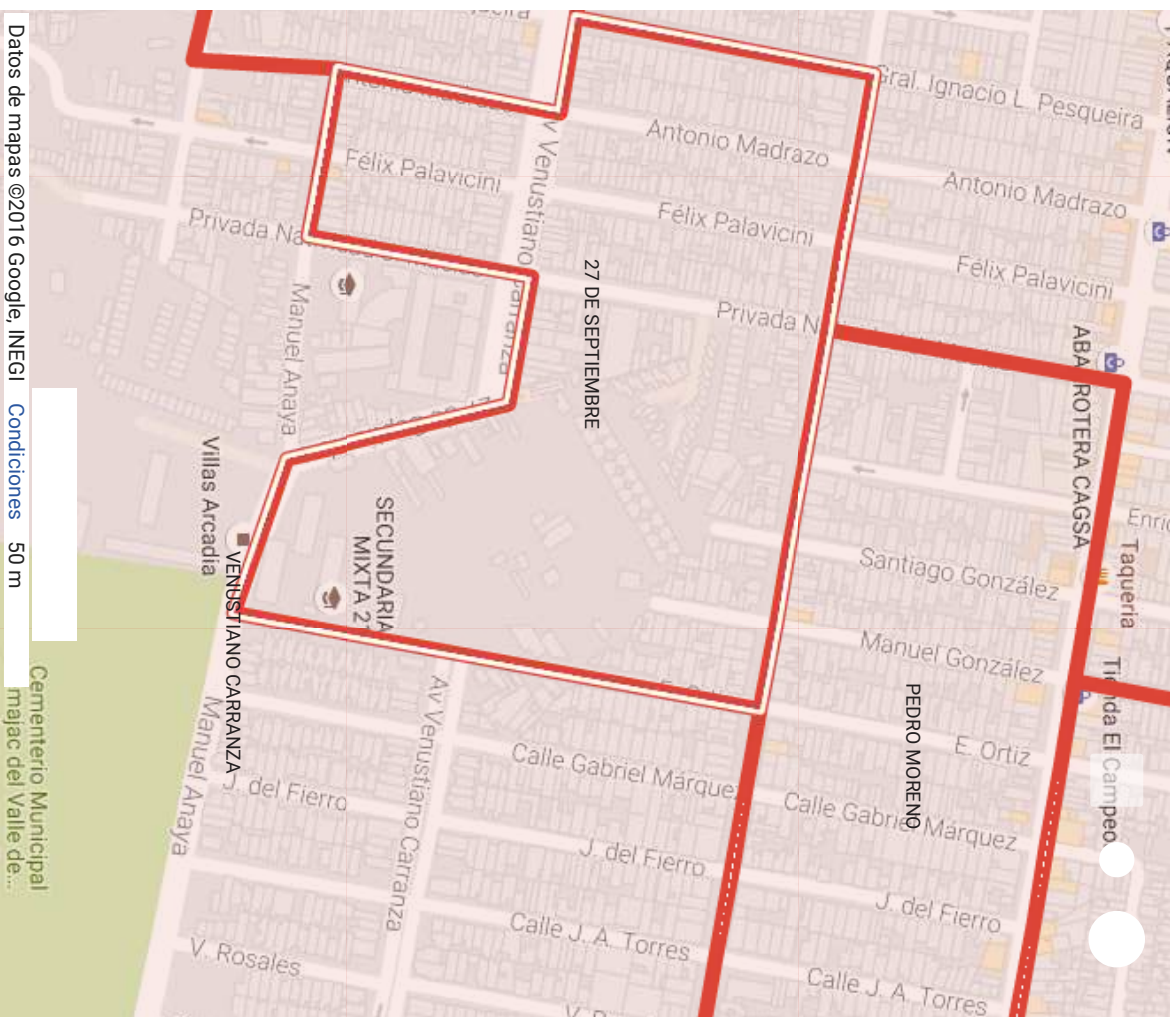 Gral. Ignacio L. Pesqueira
Antonio Madrazo
Antonio Madrazo
Félix Palavicini
Av Venustiano Carranza
Félix Palavicini
Félix Palavicini
Privada
Privada
27 DE SEPTIEMBRE
Manuel Anaya
ABARROTERA CAGSA
Santiago González
Taqueria
Manuel González
Villas Arcadia
SECUNDARIA
MIXTA
VENUSTIANO CARRANZA
Tienda El Campeo
PEDRO MORENO
E. Ortiz
Manuel Anaya
Av Venustiano Carranza
Calle Gabriel Márquez
Calle Gabriel Márquez
J. del Fierro
J. del Fierro
J. del Fierro
Calle J. A. Torres
Calle J. A. Torres
V. Rosales
Cementerio Municipal
majac del Valle de...
Datos de mapas ©2016 Google, INEGI Condiciones 50 m